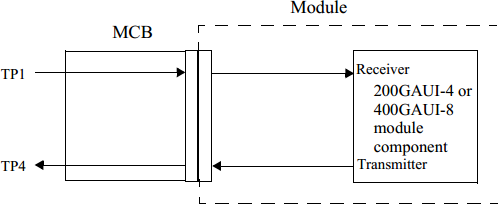 Module
MCB
TP1
Receiver
200GAUI-4 or
400GAUI-8
module
component
TP4
Transmitter